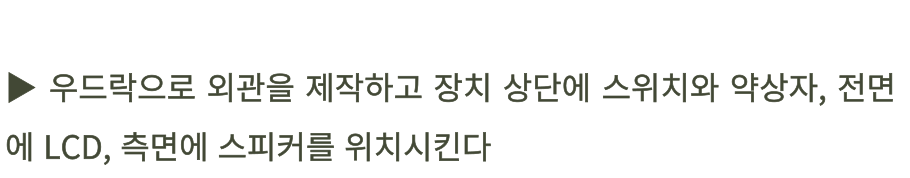 ▶ 우드락으로 외관을 제작하고 장치 상단에 스위치와 약상자, 전면
에 LCD, 측면에 스피커를 위치시킨다